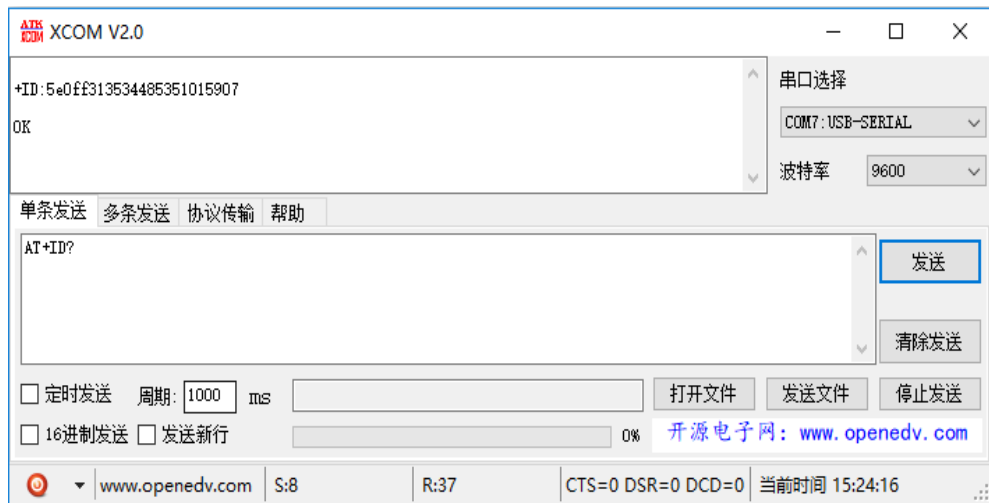 ATK XCOM XCOM V2.0
+ID:5e0ff313534485351015907
OK
串口选择
COM7:USB-SERIAL
波特率 9600
单条发送 多条发送 协议传输 帮助
AT+ID?
发送
清除发送
定时发送 周期: 1000 ms
打开文件 发送文件 停止发送
16进制发送 发送新行 0% 开源电子网: www.openedv.com
www.openedv.com S:8 R:37 CTS=0 DSR=0 DCD=0 当前时间 15:24:16